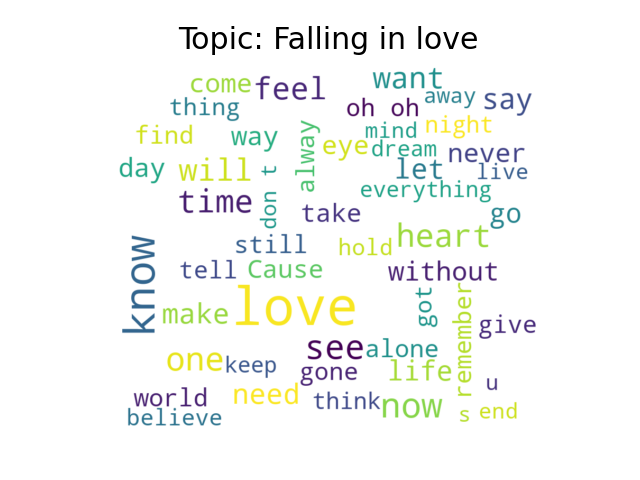 Topic: Falling in love
come feel want
thing oh oh away say
find way mind night
alway eye dream never
day will don t let live
everything
time take go
still hold heart
know tell Cause without
make love got remember give
see alone
one keep gone life u
world need think now s end
believe